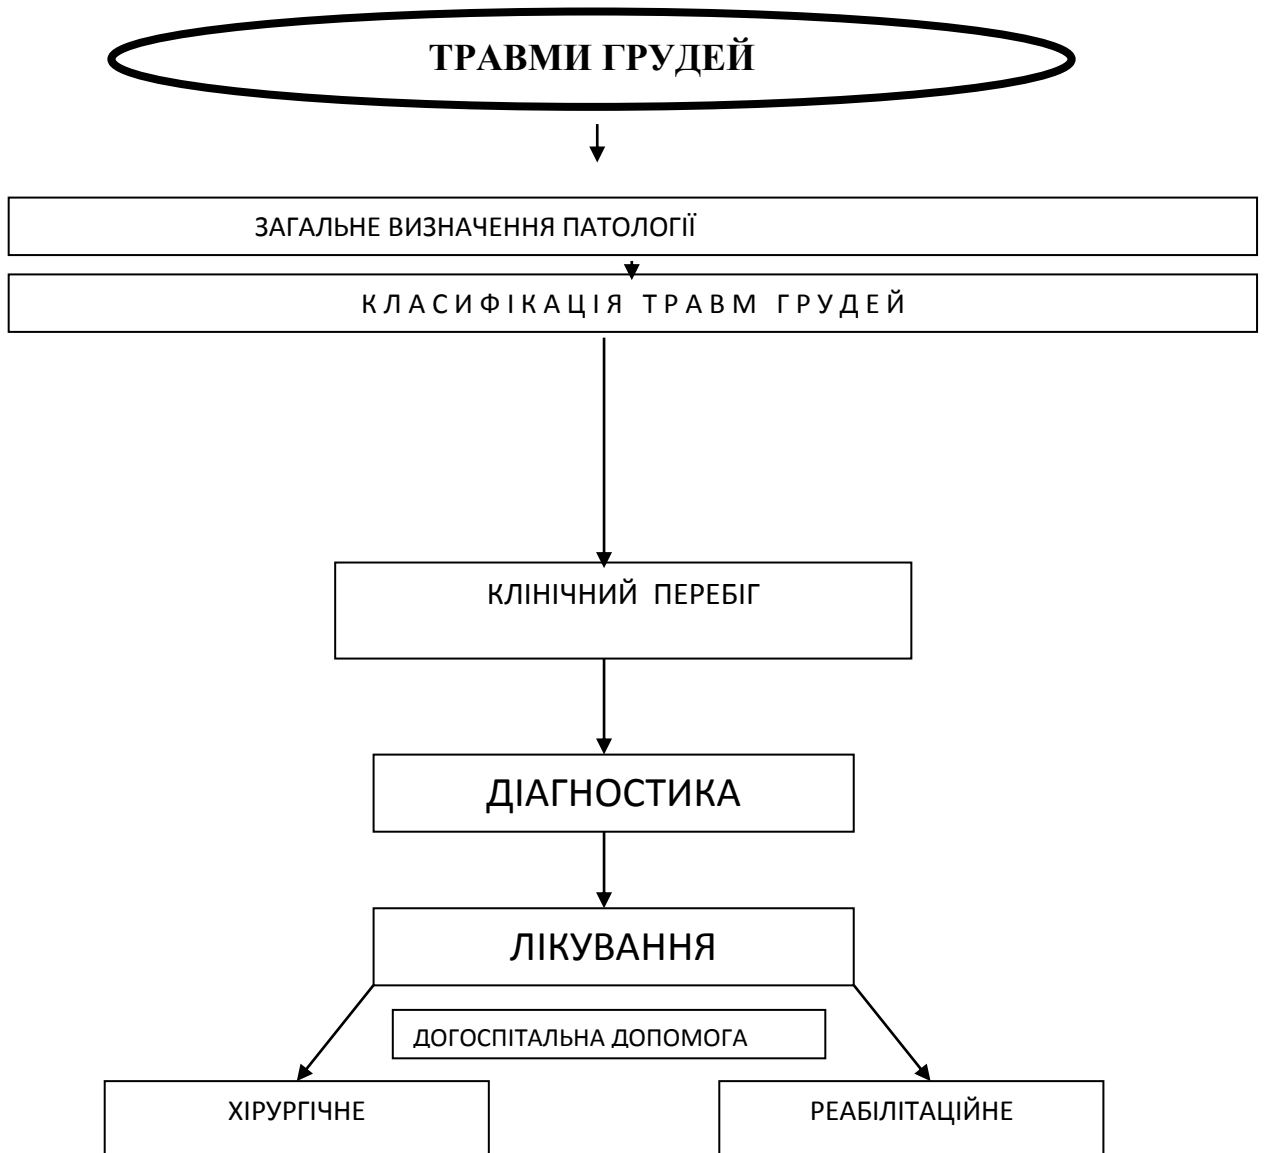 ТРАВМИ ГРУДЕЙ
ЗАГАЛЬНЕ ВИЗНАЧЕННЯ ПАТОЛОГІЇ
К Л А С И Ф І К А Ц І Я Т Р А В М Г Р У Д Е Й
КЛІНІЧНИЙ ПЕРЕБІГ
ДІАГНОСТИКА
ЛІКУВАННЯ
ДОГОСПІТАЛЬНА ДОПОМОГА
ХІРУРГІЧНЕ
РЕАБІЛІТАЦІЙНЕ